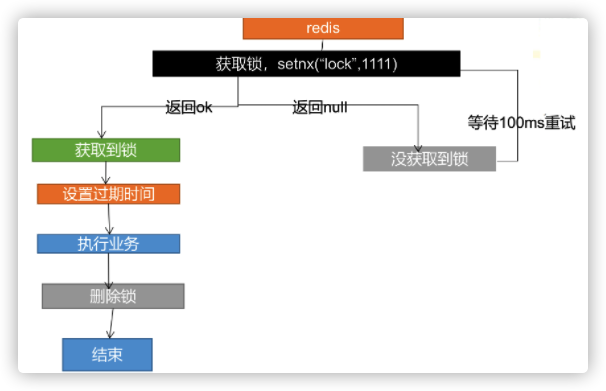 redis
获取锁，setnx(“lock”,1111)
返回ok
返回null
等待100ms重试
获取到锁
没获取到锁
设置过期时间
执行业务
删除锁
结束